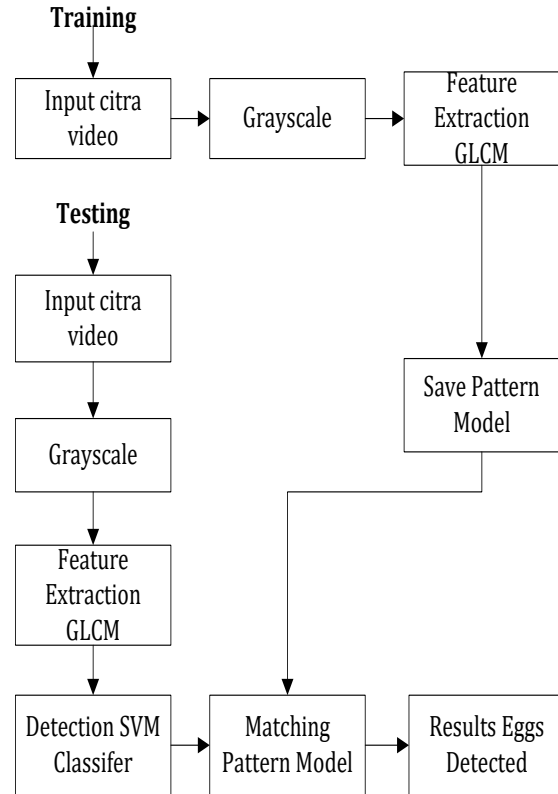 Training
Input citra
video
Grayscale
Feature
Extraction
GLCM
Save Pattern
Model
Testing
Input citra
video
Grayscale
Feature
Extraction
GLCM
Detection SVM
Classifer
Matching
Pattern Model
Results Eggs
Detected